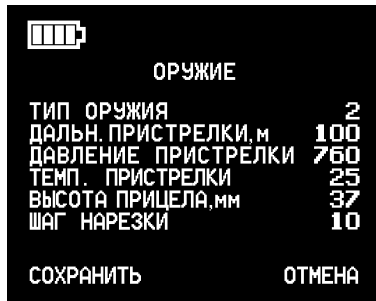 ОРУЖИЕ
ТИП ОРУЖИЯ 2
ДАЛЬН.ПРИСТРЕЛКИ,м 100
ДАВЛЕНИЕ ПРИСТРЕЛКИ 760
ТЕМП. ПРИСТРЕЛКИ 25
ВЫСОТА ПРИЦЕЛА,мм 37
ШАГ НАРЕЗКИ 10
СОХРАНИТЬ ОТМЕНА